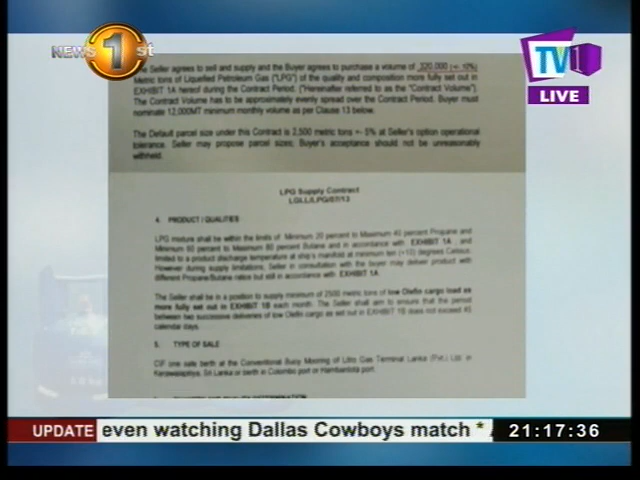 NEWS 1st
TV1
LIVE
The Seller agrees to sell and supply and the Buyer agrees to purchase a volume of 320,000 (+/- 10%)
Metric tons of Liquefied Petroleum Gas ("LPG") of the quality and composition more fully set out in
EXHIBIT 1A hereof during the Contract Period. ("Hereinafter referred to as the "Contract Volume").
The Contract Volume has to be approximately evenly spread over the Contract Period. Buyer must
nominate 12,000MT minimum monthly volume as per Clause 13 below.
The Default parcel size under this Contract is 2,500 metric tons +- 5% at Seller's option operational
tolerance. Seller may propose parcel sizes; Buyer's acceptance should not be unreasonably
withheld.
LPG Supply Contract
LGLL/LPG/07/13
4. PRODUCT / QUALITIES
LPG mixture shall be within the limits of Minimum 20 percent to Maximum 40 percent Propane and
Minimum 60 percent to Maximum 80 percent Butane and in accordance with EXHIBIT 1A and
limited to a product discharge temperature at ship's manifold at minimum ten (+10) degrees Celsius.
However during supply limitations, Seller in consultation with the buyer may deliver product with
different Propane/Butane ratios but still in accordance with EXHIBIT 1A.
The Seller shall be in a position to supply minimum of 2500 metric tons of low Olefin cargo load as
more fully set out in EXHIBIT 1B each month. The Seller shall aim to ensure that the period
between two successive deliveries of low Olefin cargo as set out in EXHIBIT 1B does not exceed 45
calendar days.
5. TYPE OF SALE
CIF one safe berth at the Conventional Buoy Mooring of Litro Gas Terminal Lanka (Pvt.) Ltd in
Kerawalapitiya, Sri Lanka or berth in Colombo port or Hambantota port.
UPDATE even watching Dallas Cowboys match * 21:17:36